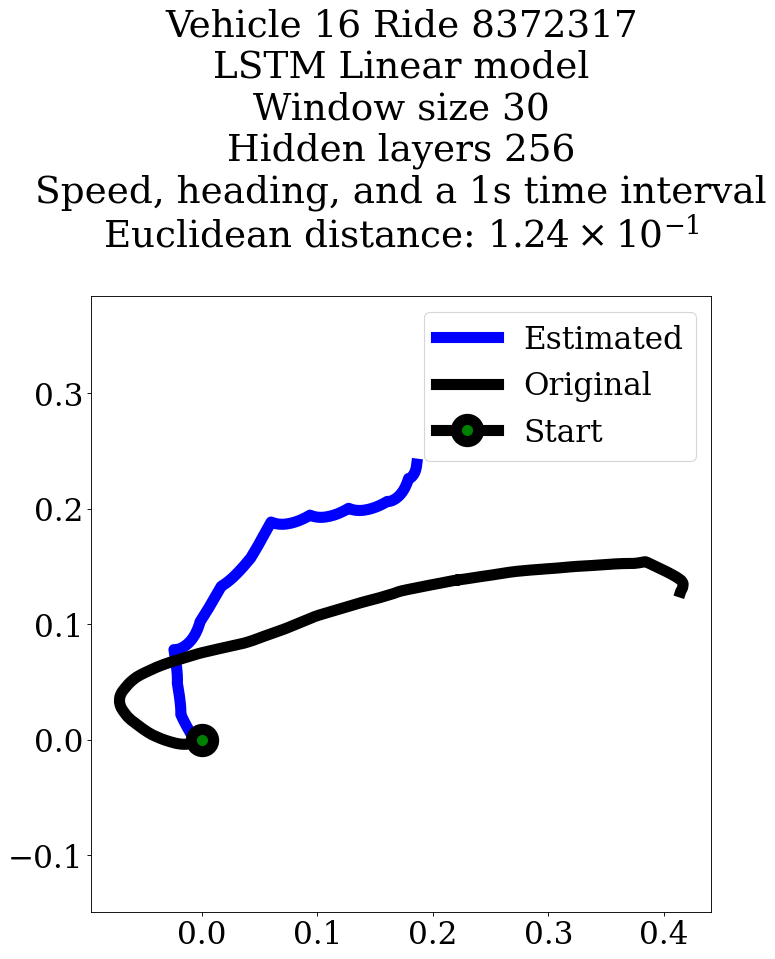 Vehicle 16 Ride 8372317
LSTM Linear model
Window size 30
Hidden layers 256
Speed, heading, and a 1s time interval
Euclidean distance: 1.24 × 10⁻¹
Estimated
Original
Start
0.3
0.2
0.1
0.0
−0.1
0.0 0.1 0.2 0.3 0.4